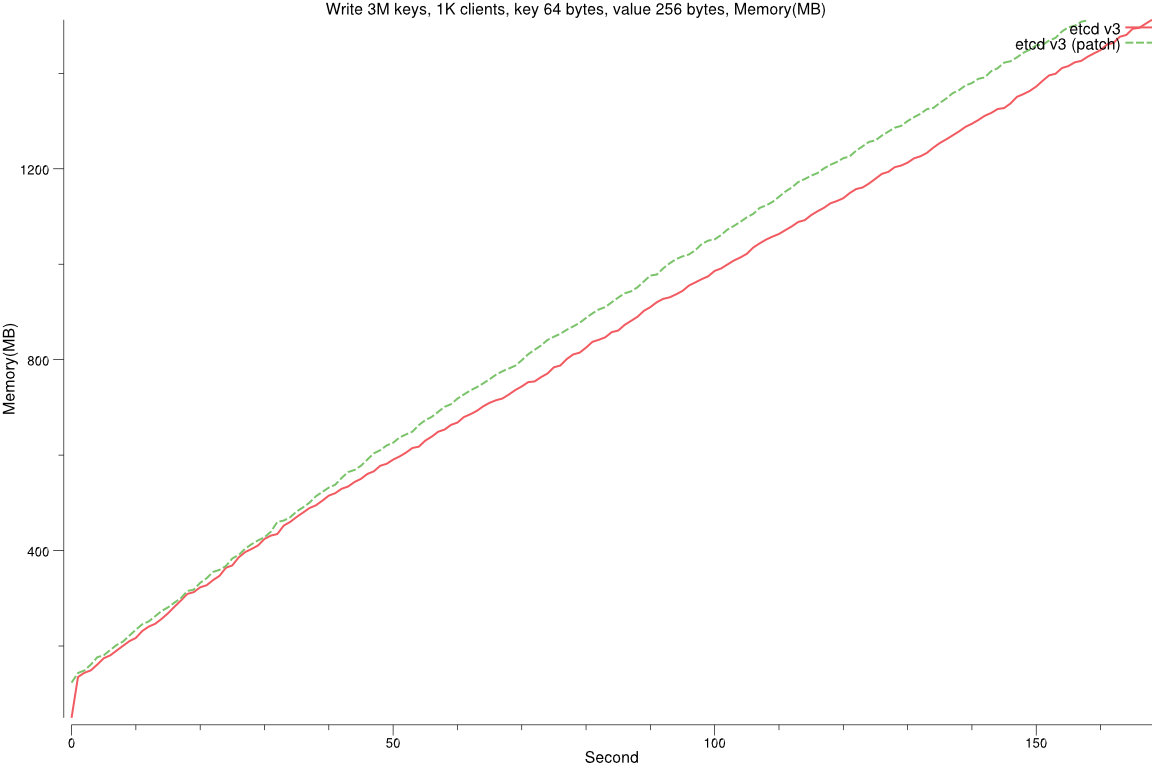 Write 3M keys, 1K clients, key 64 bytes, value 256 bytes, Memory(MB)
etcd v3
etcd v3 (patch)
1200
800
400
Memory(MB)
0
50
100
150
Second